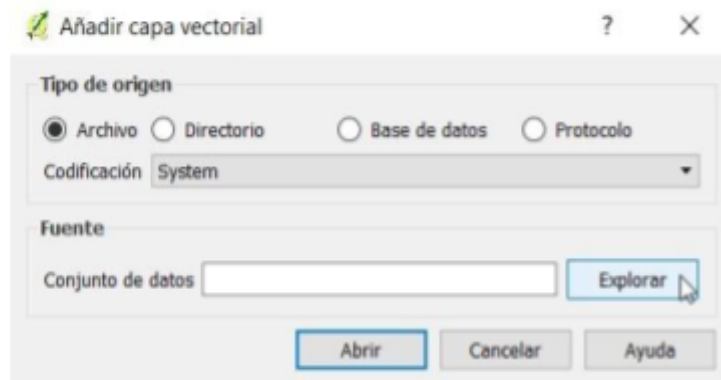 Añadir capa vectorial ? ×
Tipo de origen
Archivo Directorio Base de datos Protocolo
Codificación System
Fuente
Conjunto de datos Explorar
Abrir Cancelar Ayuda